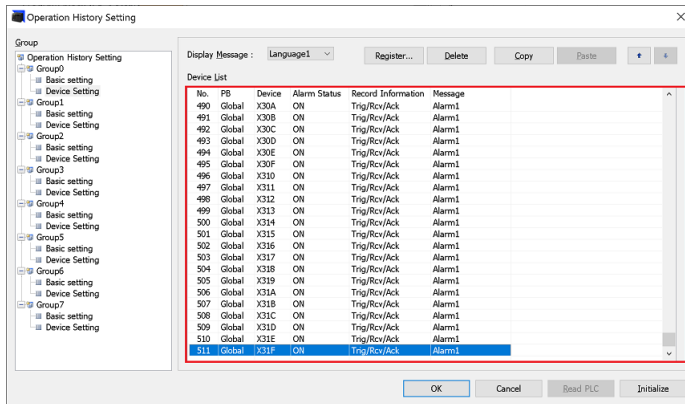 Operation History Setting
Group
Operation History Setting
Group0
Basic setting
Device Setting
Group1
Basic setting
Device Setting
Group2
Basic setting
Device Setting
Group3
Basic setting
Device Setting
Group4
Basic setting
Device Setting
Group5
Basic setting
Device Setting
Group6
Basic setting
Device Setting
Group7
Basic setting
Device Setting
Display Message : Language1 Register... Delete Copy Paste
Device List
No. PB Device Alarm Status Record Information Message
490 Global X30A ON Trig/Rcv/Ack Alarm1
491 Global X30B ON Trig/Rcv/Ack Alarm1
492 Global X30C ON Trig/Rcv/Ack Alarm1
493 Global X30D ON Trig/Rcv/Ack Alarm1
494 Global X30E ON Trig/Rcv/Ack Alarm1
495 Global X30F ON Trig/Rcv/Ack Alarm1
496 Global X310 ON Trig/Rcv/Ack Alarm1
497 Global X311 ON Trig/Rcv/Ack Alarm1
498 Global X312 ON Trig/Rcv/Ack Alarm1
499 Global X313 ON Trig/Rcv/Ack Alarm1
500 Global X314 ON Trig/Rcv/Ack Alarm1
501 Global X315 ON Trig/Rcv/Ack Alarm1
502 Global X316 ON Trig/Rcv/Ack Alarm1
503 Global X317 ON Trig/Rcv/Ack Alarm1
504 Global X318 ON Trig/Rcv/Ack Alarm1
505 Global X319 ON Trig/Rcv/Ack Alarm1
506 Global X31A ON Trig/Rcv/Ack Alarm1
507 Global X31B ON Trig/Rcv/Ack Alarm1
508 Global X31C ON Trig/Rcv/Ack Alarm1
509 Global X31D ON Trig/Rcv/Ack Alarm1
510 Global X31E ON Trig/Rcv/Ack Alarm1
511 Global X31F ON Trig/Rcv/Ack Alarm1
OK Cancel Read PLC Initialize